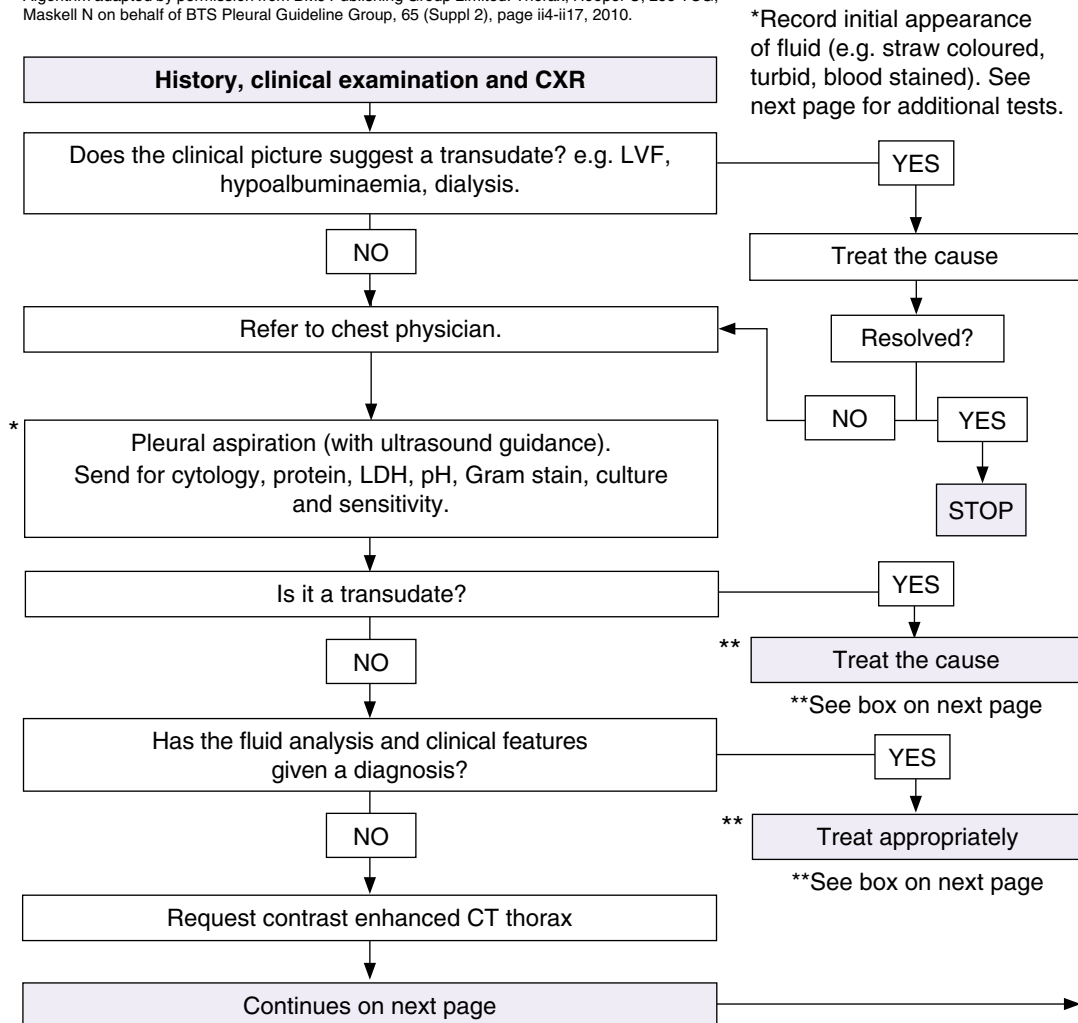 Maskell N on behalf of BTS Pleural Guideline Group, 65 (Suppl 2), page ii4-ii17, 2010.
*Record initial appearance
of fluid (e.g. straw coloured,
turbid, blood stained). See
next page for additional tests.
History, clinical examination and CXR
Does the clinical picture suggest a transudate? e.g. LVF,
hypoalbuminaemia, dialysis.
YES
NO
Treat the cause
Refer to chest physician.
Resolved?
NO
YES
STOP
*
Pleural aspiration (with ultrasound guidance).
Send for cytology, protein, LDH, pH, Gram stain, culture
and sensitivity.
Is it a transudate?
YES
NO
**
Treat the cause
**See box on next page
Has the fluid analysis and clinical features
given a diagnosis?
YES
NO
**
Treat appropriately
**See box on next page
Request contrast enhanced CT thorax
Continues on next page